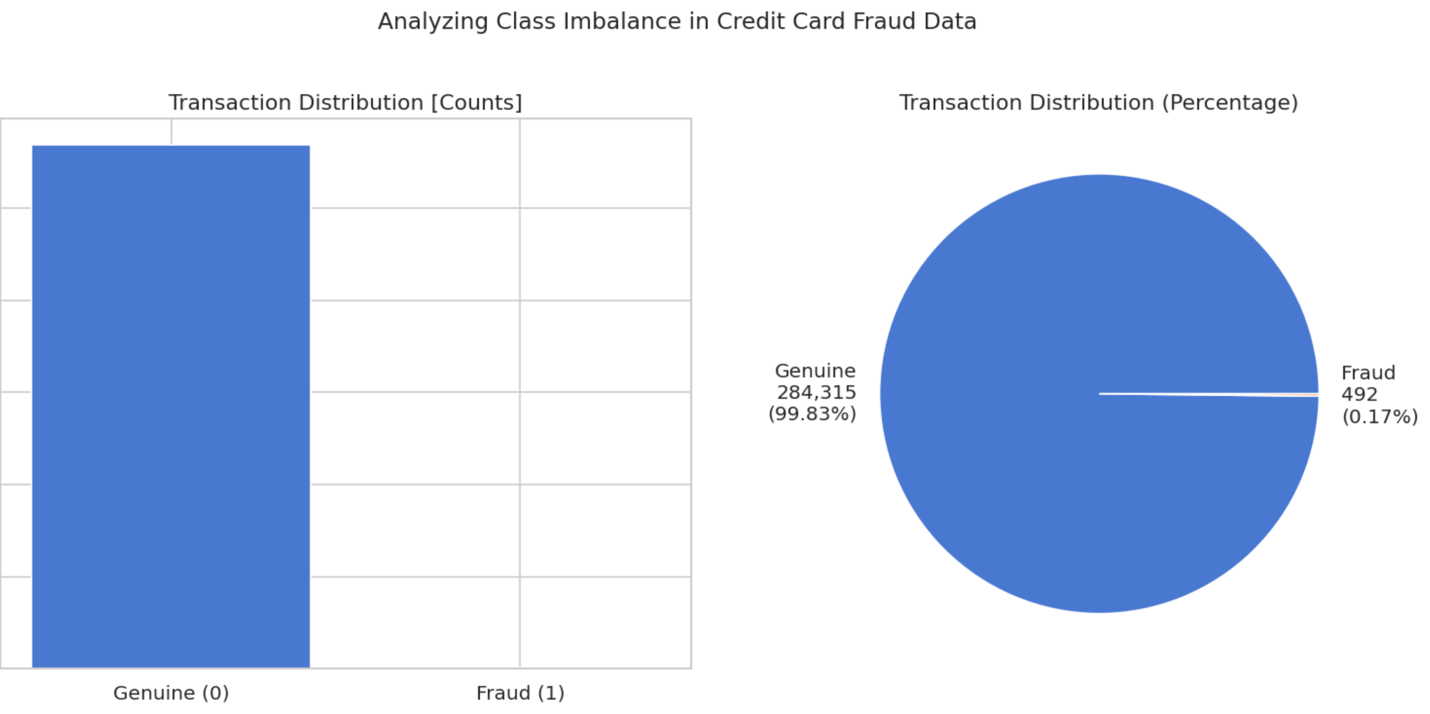 Analyzing Class Imbalance in Credit Card Fraud Data
Transaction Distribution [Counts]
Genuine (0)
Fraud (1)
Transaction Distribution (Percentage)
Genuine
284,315
(99.83%)
Fraud
492
(0.17%)